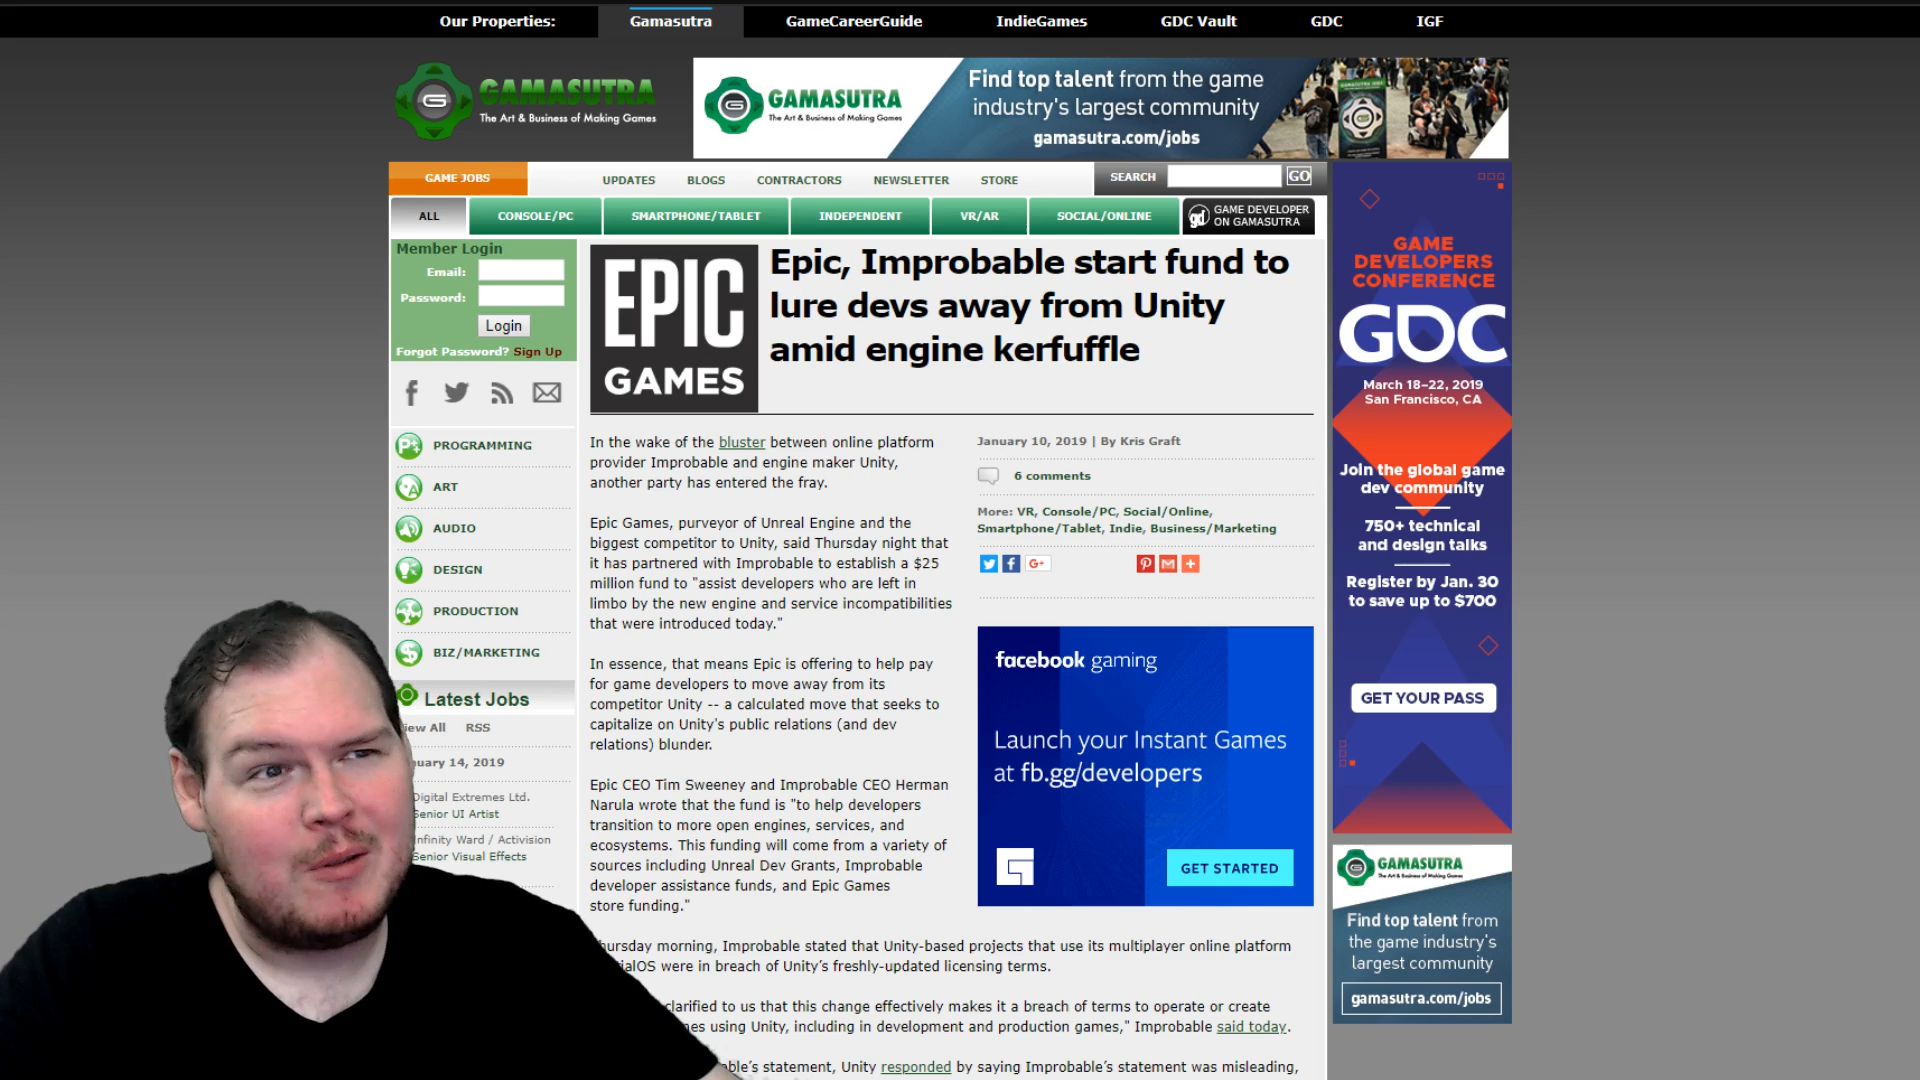 Our Properties:
Gamasutra
GameCareerGuide
IndieGames
GDC Vault
GDC
IGF
GAMASUTRA
The Art & Business of Making Games
GAMASUTRA
The Art & Business of Making Games
Find top talent from the game
industry's largest community
gamasutra.com/jobs
GAME JOBS
UPDATES
BLOGS
CONTRACTORS
NEWSLETTER
STORE
SEARCH
GO
ALL
CONSOLE/PC
SMARTPHONE/TABLET
INDEPENDENT
VR/AR
SOCIAL/ONLINE
gd GAME DEVELOPER
ON GAMASUTRA
Member Login
Email:
Password:
Login
Forgot Password? Sign Up
PROGRAMMING
ART
AUDIO
DESIGN
PRODUCTION
BIZ/MARKETING
Latest Jobs
iew All RSS
nuary 14, 2019
Digital Extremes Ltd.
Senior UI Artist
Infinity Ward / Activision
Senior Visual Effects
EPIC
GAMES
Epic, Improbable start fund to
lure devs away from Unity
amid engine kerfuffle
In the wake of the bluster between online platform
provider Improbable and engine maker Unity,
another party has entered the fray.
Epic Games, purveyor of Unreal Engine and the
biggest competitor to Unity, said Thursday night that
it has partnered with Improbable to establish a $25
million fund to "assist developers who are left in
limbo by the new engine and service incompatibilities
that were introduced today."
In essence, that means Epic is offering to help pay
for game developers to move away from its
competitor Unity -- a calculated move that seeks to
capitalize on Unity's public relations (and dev
relations) blunder.
Epic CEO Tim Sweeney and Improbable CEO Herman
Narula wrote that the fund is "to help developers
transition to more open engines, services, and
ecosystems. This funding will come from a variety of
sources including Unreal Dev Grants, Improbable
developer assistance funds, and Epic Games
store funding."
hursday morning, Improbable stated that Unity-based projects that use its multiplayer online platform
ialOS were in breach of Unity's freshly-updated licensing terms.
clarified to us that this change effectively makes it a breach of terms to operate or create
es using Unity, including in development and production games," Improbable said today.
ble's statement, Unity responded by saying Improbable's statement was misleading,
January 10, 2019 | By Kris Graft
6 comments
More: VR, Console/PC, Social/Online,
Smartphone/Tablet, Indie, Business/Marketing
G+
facebook gaming
Launch your Instant Games
at fb.gg/developers
GET STARTED
GAME
DEVELOPERS
CONFERENCE
GDC
March 18–22, 2019
San Francisco, CA
Join the global game
dev community
750+ technical
and design talks
Register by Jan. 30
to save up to $700
GET YOUR PASS
GAMASUTRA
The Art & Business of Making Games
Find top talent from
the game industry's
largest community
gamasutra.com/jobs